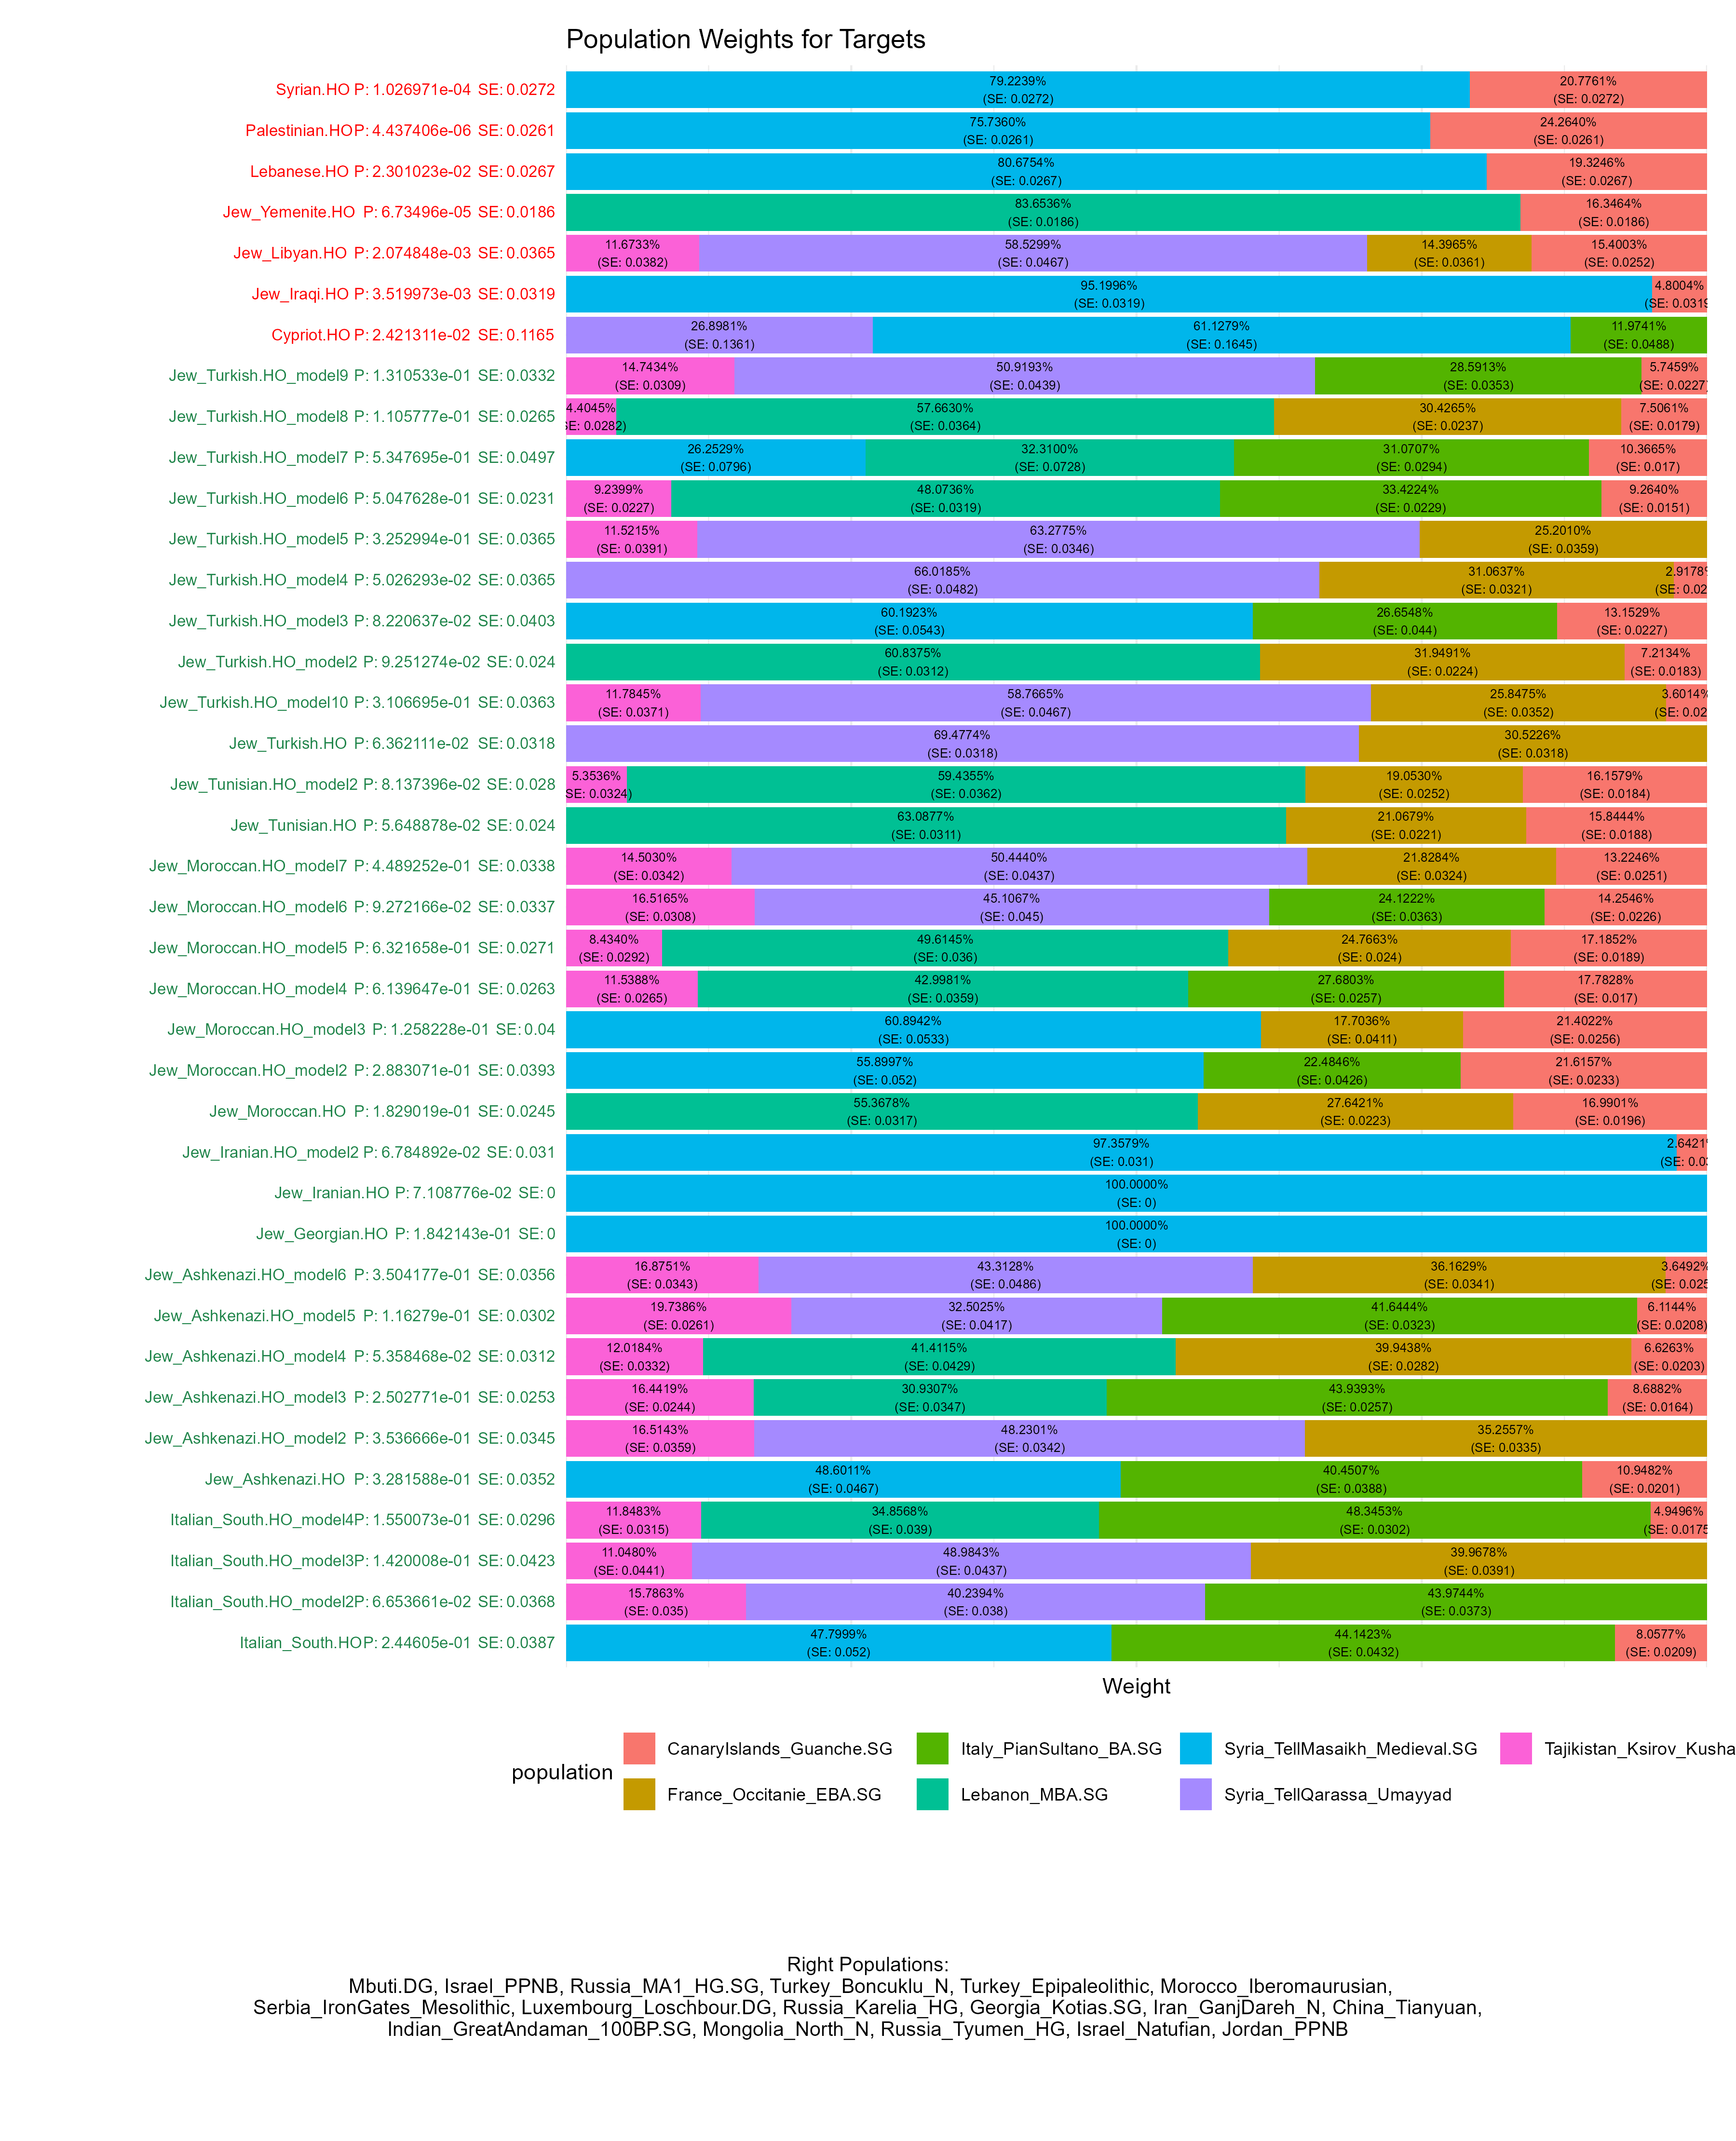 Population Weights for Targets
Syrian.HO P: 1.026971e-04 SE: 0.0272
79.2239% 20.7761%
(SE: 0.0272) (SE: 0.0272)
Palestinian.HO P: 4.437406e-06 SE: 0.0261
75.7360% 24.2640%
(SE: 0.0261) (SE: 0.0261)
Lebanese.HO P: 2.301023e-02 SE: 0.0267
80.6754% 19.3246%
(SE: 0.0267) (SE: 0.0267)
Jew_Yemenite.HO P: 6.73496e-05 SE: 0.0186
83.6536% 16.3464%
(SE: 0.0186) (SE: 0.0186)
Jew_Libyan.HO P: 2.074848e-03 SE: 0.0365
11.6733% 58.5299% 14.3965% 15.4003%
(SE: 0.0382) (SE: 0.0467) (SE: 0.0361) (SE: 0.0252)
Jew_Iraqi.HO P: 3.519973e-03 SE: 0.0319
95.1996% 4.8004%
(SE: 0.0319) (SE: 0.0319
Cypriot.HO P: 2.421311e-02 SE: 0.1165
26.8981% 61.1279% 11.9741%
(SE: 0.1361) (SE: 0.1645) (SE: 0.0488)
Jew_Turkish.HO_model9 P: 1.310533e-01 SE: 0.0332
14.7434% 50.9193% 28.5913% 5.7459%
(SE: 0.0309) (SE: 0.0439) (SE: 0.0353) (SE: 0.0227
Jew_Turkish.HO_model8 P: 1.105777e-01 SE: 0.0265
4.4045% 57.6630% 30.4265% 7.5061%
SE: 0.0282) (SE: 0.0364) (SE: 0.0237) (SE: 0.0179)
Jew_Turkish.HO_model7 P: 5.347695e-01 SE: 0.0497
26.2529% 32.3100% 31.0707% 10.3665%
(SE: 0.0796) (SE: 0.0728) (SE: 0.0294) (SE: 0.017)
Jew_Turkish.HO_model6 P: 5.047628e-01 SE: 0.0231
9.2399% 48.0736% 33.4224% 9.2640%
(SE: 0.0227) (SE: 0.0319) (SE: 0.0229) (SE: 0.0151)
Jew_Turkish.HO_model5 P: 3.252994e-01 SE: 0.0365
11.5215% 63.2775% 25.2010%
(SE: 0.0391) (SE: 0.0346) (SE: 0.0359)
Jew_Turkish.HO_model4 P: 5.026293e-02 SE: 0.0365
66.0185% 31.0637% 2.9178%
(SE: 0.0482) (SE: 0.0321) (SE: 0.02
Jew_Turkish.HO_model3 P: 8.220637e-02 SE: 0.0403
60.1923% 26.6548% 13.1529%
(SE: 0.0543) (SE: 0.044) (SE: 0.0227)
Jew_Turkish.HO_model2 P: 9.251274e-02 SE: 0.024
60.8375% 31.9491% 7.2134%
(SE: 0.0312) (SE: 0.0224) (SE: 0.0183)
Jew_Turkish.HO_model10 P: 3.106695e-01 SE: 0.0363
11.7845% 58.7665% 25.8475% 3.6014%
(SE: 0.0371) (SE: 0.0467) (SE: 0.0352) (SE: 0.02
Jew_Turkish.HO P: 6.362111e-02 SE: 0.0318
69.4774% 30.5226%
(SE: 0.0318) (SE: 0.0318)
Jew_Tunisian.HO_model2 P: 8.137396e-02 SE: 0.028
5.3536% 59.4355% 19.0530% 16.1579%
SE: 0.0324) (SE: 0.0362) (SE: 0.0252) (SE: 0.0184)
Jew_Tunisian.HO P: 5.648878e-02 SE: 0.024
63.0877% 21.0679% 15.8444%
(SE: 0.0311) (SE: 0.0221) (SE: 0.0188)
Jew_Moroccan.HO_model7 P: 4.489252e-01 SE: 0.0338
14.5030% 50.4440% 21.8284% 13.2246%
(SE: 0.0342) (SE: 0.0437) (SE: 0.0324) (SE: 0.0251)
Jew_Moroccan.HO_model6 P: 9.272166e-02 SE: 0.0337
16.5165% 45.1067% 24.1222% 14.2546%
(SE: 0.0308) (SE: 0.045) (SE: 0.0363) (SE: 0.0226)
Jew_Moroccan.HO_model5 P: 6.321658e-01 SE: 0.0271
8.4340% 49.6145% 24.7663% 17.1852%
(SE: 0.0292) (SE: 0.036) (SE: 0.024) (SE: 0.0189)
Jew_Moroccan.HO_model4 P: 6.139647e-01 SE: 0.0263
11.5388% 42.9981% 27.6803% 17.7828%
(SE: 0.0265) (SE: 0.0359) (SE: 0.0257) (SE: 0.017)
Jew_Moroccan.HO_model3 P: 1.258228e-01 SE: 0.04
60.8942% 17.7036% 21.4022%
(SE: 0.0533) (SE: 0.0411) (SE: 0.0256)
Jew_Moroccan.HO_model2 P: 2.883071e-01 SE: 0.0393
55.8997% 22.4846% 21.6157%
(SE: 0.052) (SE: 0.0426) (SE: 0.0233)
Jew_Moroccan.HO P: 1.829019e-01 SE: 0.0245
55.3678% 27.6421% 16.9901%
(SE: 0.0317) (SE: 0.0223) (SE: 0.0196)
Jew_Iranian.HO_model2 P: 6.784892e-02 SE: 0.031
97.3579% 2.6421%
(SE: 0.031) (SE: 0.03
Jew_Iranian.HO P: 7.108776e-02 SE: 0
100.0000%
(SE: 0)
Jew_Georgian.HO P: 1.842143e-01 SE: 0
100.0000%
(SE: 0)
Jew_Ashkenazi.HO_model6 P: 3.504177e-01 SE: 0.0356
16.8751% 43.3128% 36.1629% 3.6492%
(SE: 0.0343) (SE: 0.0486) (SE: 0.0341) (SE: 0.025
Jew_Ashkenazi.HO_model5 P: 1.16279e-01 SE: 0.0302
19.7386% 32.5025% 41.6444% 6.1144%
(SE: 0.0261) (SE: 0.0417) (SE: 0.0323) (SE: 0.0208)
Jew_Ashkenazi.HO_model4 P: 5.358468e-02 SE: 0.0312
12.0184% 41.4115% 39.9438% 6.6263%
(SE: 0.0332) (SE: 0.0429) (SE: 0.0282) (SE: 0.0203)
Jew_Ashkenazi.HO_model3 P: 2.502771e-01 SE: 0.0253
16.4419% 30.9307% 43.9393% 8.6882%
(SE: 0.0244) (SE: 0.0347) (SE: 0.0257) (SE: 0.0164)
Jew_Ashkenazi.HO_model2 P: 3.536666e-01 SE: 0.0345
16.5143% 48.2301% 35.2557%
(SE: 0.0359) (SE: 0.0342) (SE: 0.0335)
Jew_Ashkenazi.HO P: 3.281588e-01 SE: 0.0352
48.6011% 40.4507% 10.9482%
(SE: 0.0467) (SE: 0.0388) (SE: 0.0201)
Italian_South.HO_model4P: 1.550073e-01 SE: 0.0296
11.8483% 34.8568% 48.3453% 4.9496%
(SE: 0.0315) (SE: 0.039) (SE: 0.0302) (SE: 0.0175
Italian_South.HO_model3P: 1.420008e-01 SE: 0.0423
11.0480% 48.9843% 39.9678%
(SE: 0.0441) (SE: 0.0437) (SE: 0.0391)
Italian_South.HO_model2P: 6.653661e-02 SE: 0.0368
15.7863% 40.2394% 43.9744%
(SE: 0.035) (SE: 0.038) (SE: 0.0373)
Italian_South.HOP: 2.44605e-01 SE: 0.0387
47.7999% 44.1423% 8.0577%
(SE: 0.052) (SE: 0.0432) (SE: 0.0209)
Weight
population
CanaryIslands_Guanche.SG Italy_PianSultano_BA.SG Syria_TellMasaikh_Medieval.SG Tajikistan_Ksirov_Kusha
France_Occitanie_EBA.SG Lebanon_MBA.SG Syria_TellQarassa_Umayyad
Right Populations:
Mbuti.DG, Israel_PPNB, Russia_MA1_HG.SG, Turkey_Boncuklu_N, Turkey_Epipaleolithic, Morocco_Iberomaurusian,
Serbia_IronGates_Mesolithic, Luxembourg_Loschbour.DG, Russia_Karelia_HG, Georgia_Kotias.SG, Iran_GanjDareh_N, China_Tianyuan,
Indian_GreatAndaman_100BP.SG, Mongolia_North_N, Russia_Tyumen_HG, Israel_Natufian, Jordan_PPNB